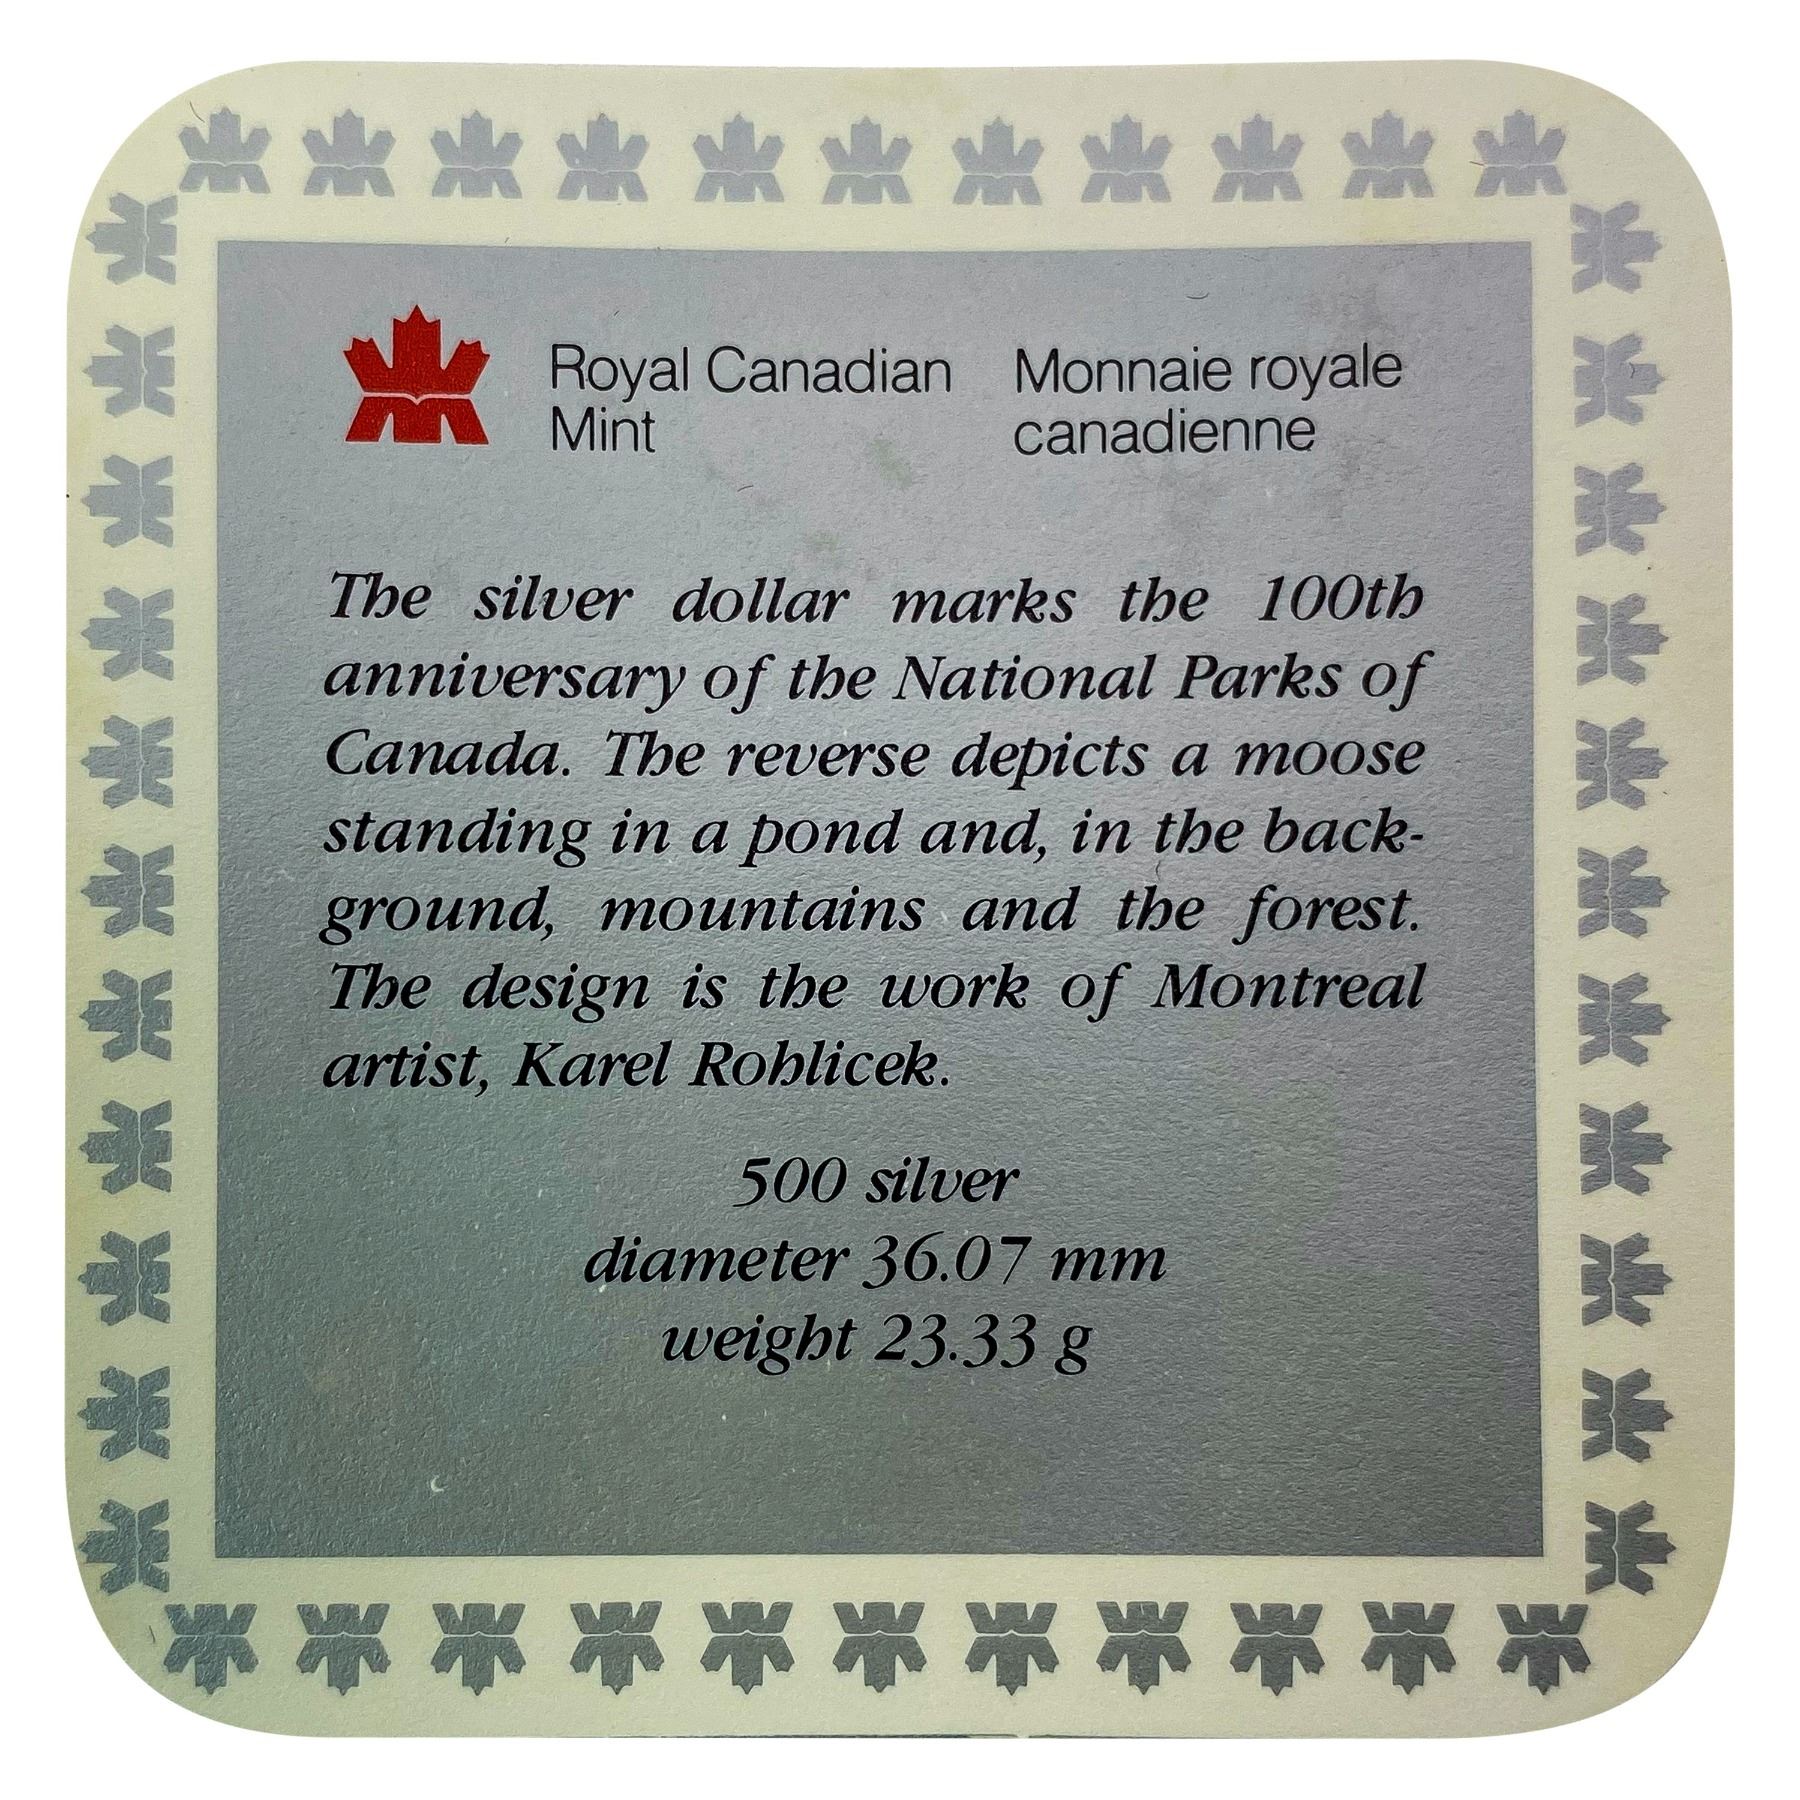 Royal Canadian
Mint
Monnaie royale
canadienne
The silver dollar marks the 100th
anniversary of the National Parks of
Canada. The reverse depicts a moose
standing in a pond and, in the back-
ground, mountains and the forest.
The design is the work of Montreal
artist, Karel Rohlicek.
500 silver
diameter 36.07 mm
weight 23.33 g